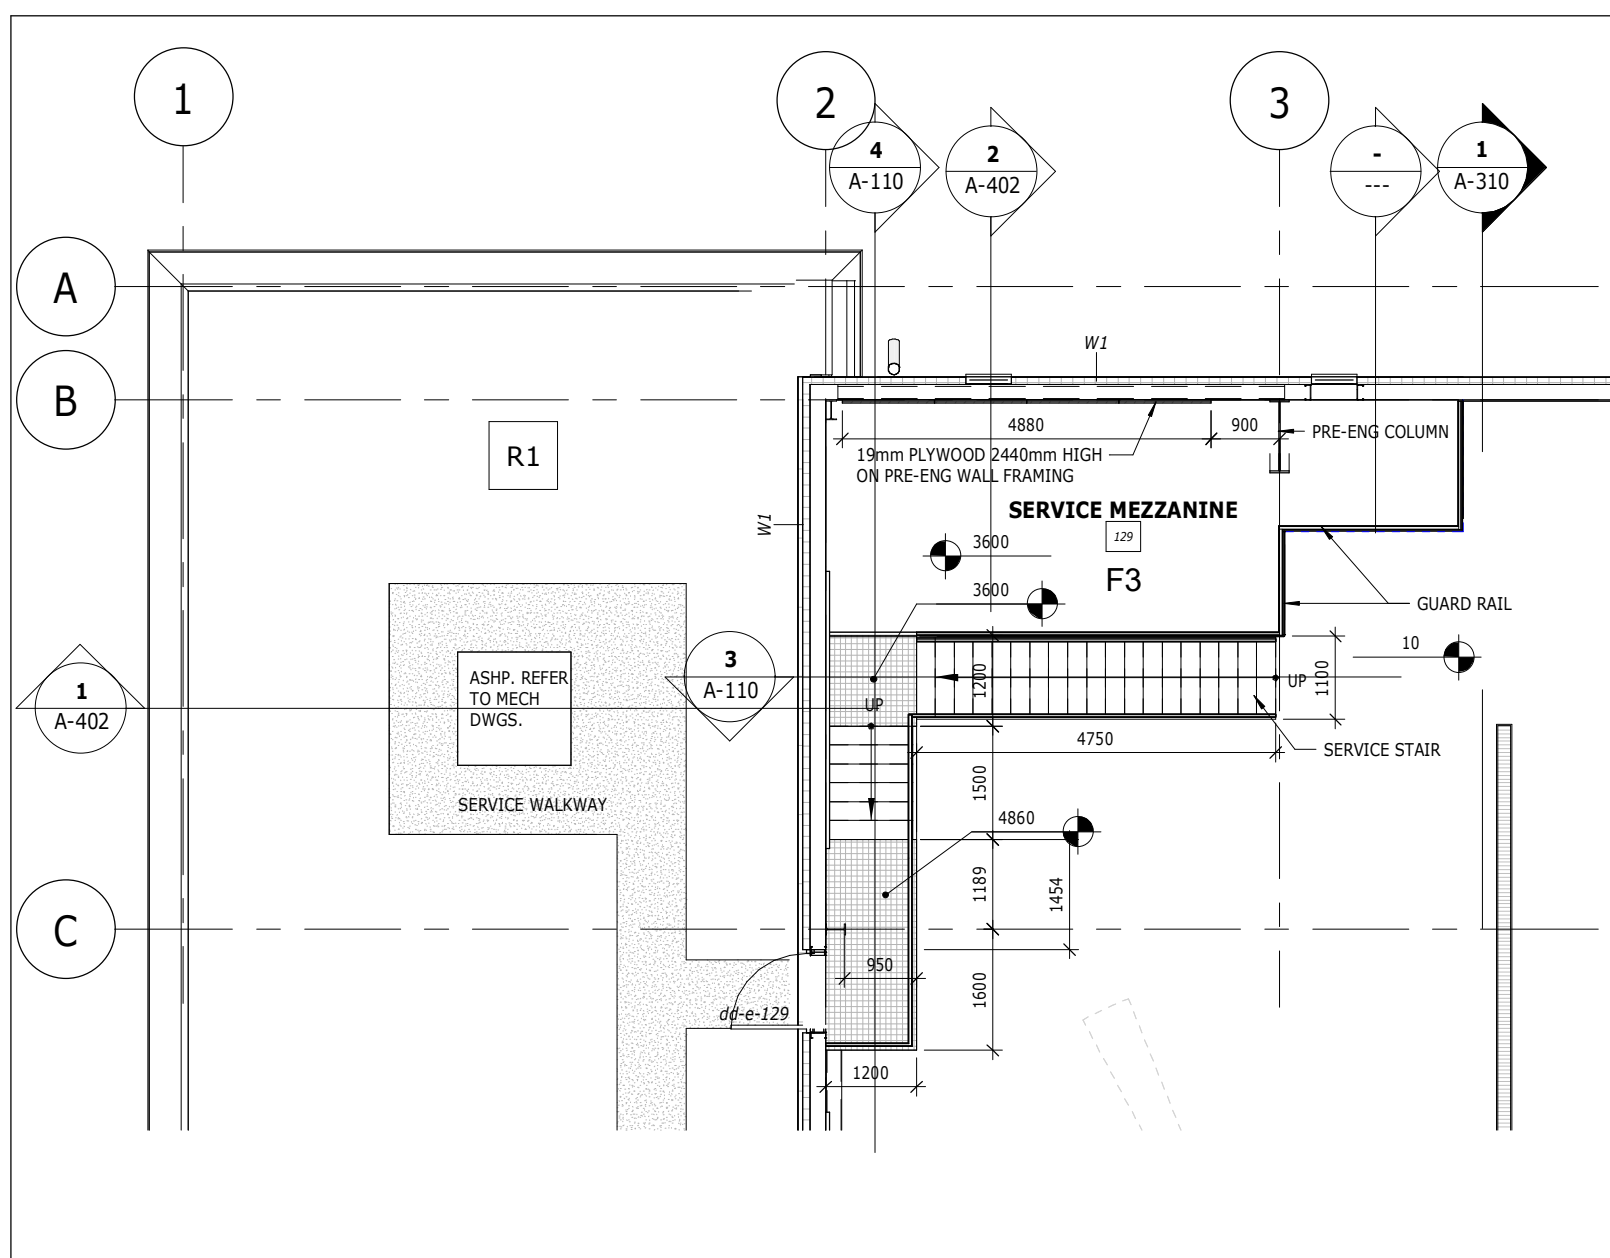 1
2
3
4
A-110
2
A-402
-
---
1
A-310
A
B
C
W1
4880
900
PRE-ENG COLUMN
19mm PLYWOOD 2440mm HIGH
ON PRE-ENG WALL FRAMING
R1
W1
SERVICE MEZZANINE
129
F3
3600
3600
GUARD RAIL
10
1
A-402
ASHP. REFER
TO MECH
DWGS.
3
A-110
UP
1200
UP
1100
4750
SERVICE STAIR
1500
SERVICE WALKWAY
4860
1189
1454
950
1600
dd-e-129
1200